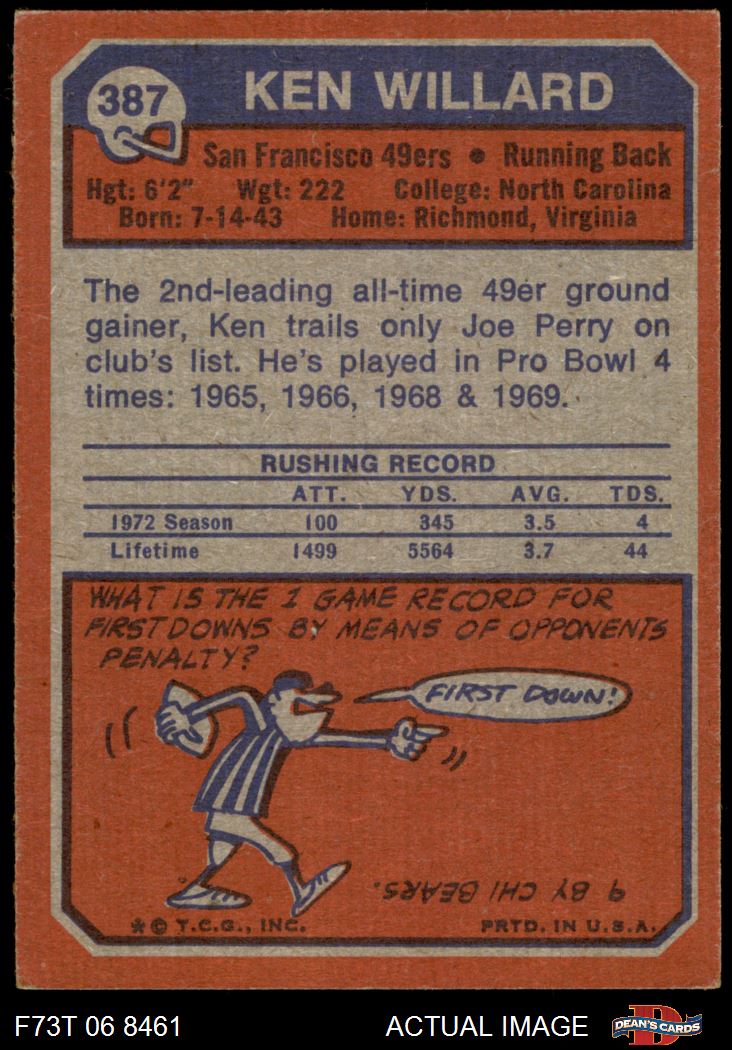 387
KEN WILLARD
San Francisco 49ers • Running Back
Hgt: 6'2" Wgt: 222 College: North Carolina
Born: 7-14-43 Home: Richmond, Virginia
The 2nd-leading all-time 49er ground
gainer, Ken trails only Joe Perry on
club's list. He's played in Pro Bowl 4
times: 1965, 1966, 1968 & 1969.
RUSHING RECORD
ATT. YDS. AVG. TDS.
1972 Season 100 345 3.5 4
Lifetime 1499 5564 3.7 44
WHAT IS THE 1 GAME RECORD FOR
FIRST DOWNS BY MEANS OF OPPONENTS
PENALTY?
FIRST DOWN!
9 BY CHI BEARS.
*© T.C.G., INC. PRTD. IN U.S.A.
F73T 06 8461 ACTUAL IMAGE D DEAN'S CARDS